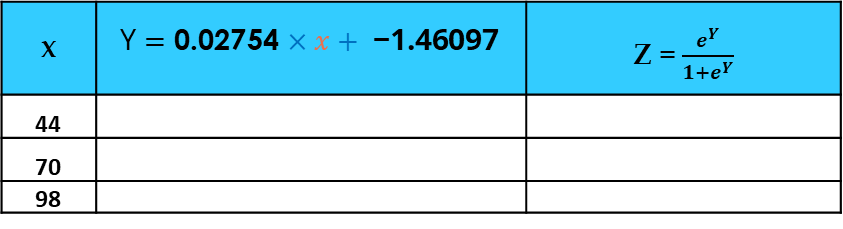 X Y = 0.02754 × x + −1.46097 Z = e^Y / 1+e^Y
44
70
98